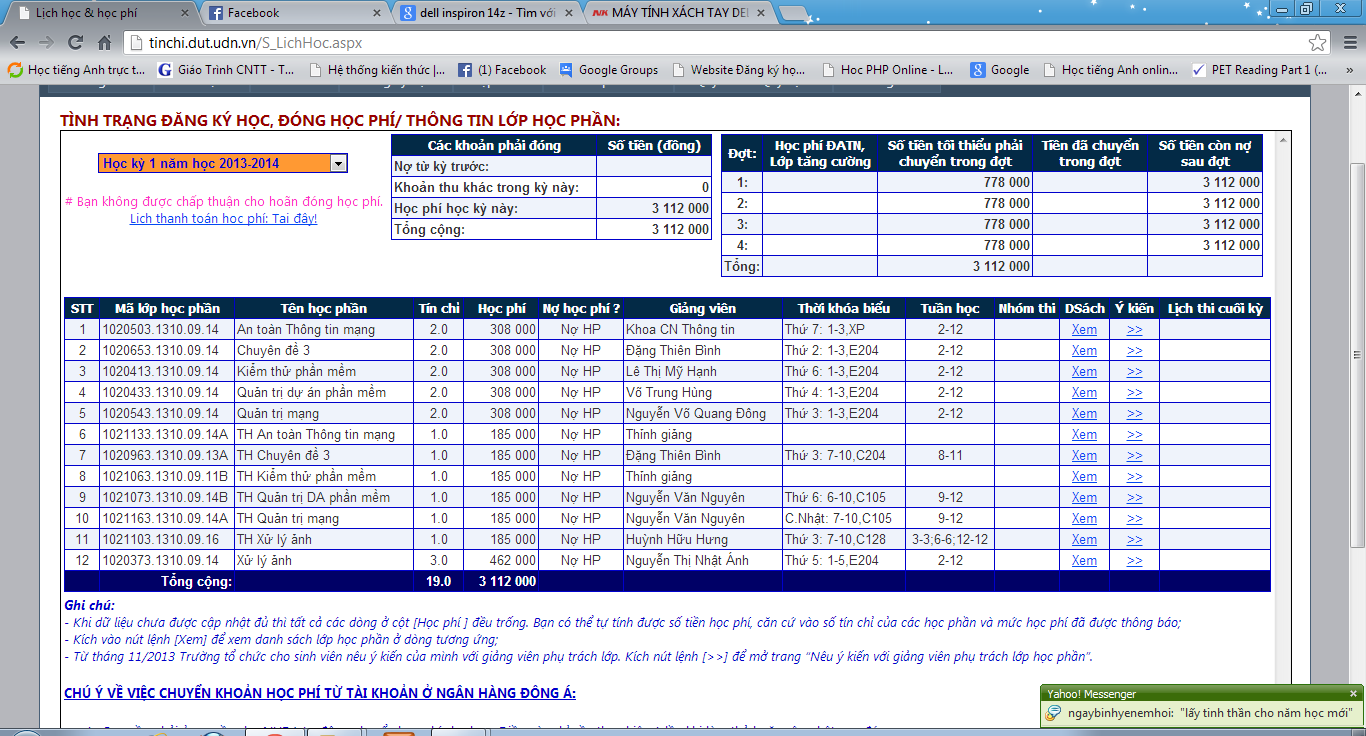 Lịch học & học phí
Facebook
dell inspiron 14z - Tìm với
MÁY TÍNH XÁCH TAY DEL
tinchi.dut.udn.vn/S_LichHoc.aspx
Học tiếng Anh trực t...
Giáo Trình CNTT - T...
Hệ thống kiến thức |...
(1) Facebook
Google Groups
Website Đăng ký họ...
Hoc PHP Online - L...
Google
Học tiếng Anh onlin...
PET Reading Part 1 (...
»
TÌNH TRẠNG ĐĂNG KÝ HỌC, ĐÓNG HỌC PHÍ/ THÔNG TIN LỚP HỌC PHẦN:
Học kỳ 1 năm học 2013-2014
# Bạn không được chấp thuận cho hoãn đóng học phí.
Lịch thanh toán học phí: Tại đây!
Các khoản phải đóng Số tiền (đồng)
Nợ từ kỳ trước:
Khoản thu khác trong kỳ này: 0
Học phí học kỳ này: 3 112 000
Tổng cộng: 3 112 000
Đợt: Học phí ĐATN, Lớp tăng cường Số tiền tối thiểu phải chuyển trong đợt Tiền đã chuyển trong đợt Số tiền còn nợ sau đợt
1: 778 000 3 112 000
2: 778 000 3 112 000
3: 778 000 3 112 000
4: 778 000 3 112 000
Tổng: 3 112 000
STT Mã lớp học phần Tên học phần Tín chỉ Học phí Nợ học phí ? Giảng viên Thời khóa biểu Tuần học Nhóm thi DSách Ý kiến Lịch thi cuối kỳ
1 1020503.1310.09.14 An toàn Thông tin mạng 2.0 308 000 Nợ HP Khoa CN Thông tin Thứ 7: 1-3,XP 2-12 Xem >>
2 1020653.1310.09.14 Chuyên đề 3 2.0 308 000 Nợ HP Đặng Thiên Bình Thứ 2: 1-3,E204 2-12 Xem >>
3 1020413.1310.09.14 Kiểm thử phần mềm 2.0 308 000 Nợ HP Lê Thị Mỹ Hạnh Thứ 6: 1-3,E204 2-12 Xem >>
4 1020433.1310.09.14 Quản trị dự án phần mềm 2.0 308 000 Nợ HP Võ Trung Hùng Thứ 4: 1-3,E204 2-12 Xem >>
5 1020543.1310.09.14 Quản trị mạng 2.0 308 000 Nợ HP Nguyễn Võ Quang Đông Thứ 3: 1-3,E204 2-12 Xem >>
6 1021133.1310.09.14A TH An toàn Thông tin mạng 1.0 185 000 Nợ HP Thỉnh giảng Xem >>
7 1020963.1310.09.13A TH Chuyên đề 3 1.0 185 000 Nợ HP Đặng Thiên Bình Thứ 3: 7-10,C204 8-11 Xem >>
8 1021063.1310.09.11B TH Kiểm thử phần mềm 1.0 185 000 Nợ HP Thỉnh giảng Xem >>
9 1021073.1310.09.14B TH Quản trị DA phần mềm 1.0 185 000 Nợ HP Nguyễn Văn Nguyên Thứ 6: 6-10,C105 9-12 Xem >>
10 1021163.1310.09.14A TH Quản trị mạng 1.0 185 000 Nợ HP Nguyễn Văn Nguyên C.Nhật: 7-10,C105 9-12 Xem >>
11 1021103.1310.09.16 TH Xử lý ảnh 1.0 185 000 Nợ HP Huỳnh Hữu Hưng Thứ 3: 7-10,C128 3-3;6-6;12-12 Xem >>
12 1020373.1310.09.14 Xử lý ảnh 3.0 462 000 Nợ HP Nguyễn Thị Nhật Ánh Thứ 5: 1-5,E204 2-12 Xem >>
Tổng cộng: 19.0 3 112 000
Ghi chú:
- Khi dữ liệu chưa được cập nhật đủ thì tất cả các dòng ở cột [Học phí ] đều trống. Bạn có thể tự tính được số tiền học phí, căn cứ vào số tín chỉ của các học phần và mức học phí đã được thông báo;
- Kích vào nút lệnh [Xem] để xem danh sách lớp học phần ở dòng tương ứng;
- Từ tháng 11/2013 Trường tổ chức cho sinh viên nêu ý kiến của mình với giảng viên phụ trách lớp. Kích nút lệnh [>>] để mở trang "Nêu ý kiến với giảng viên phụ trách lớp học phần".
CHÚ Ý VỀ VIỆC CHUYỂN KHOẢN HỌC PHÍ TỪ TÀI KHOẢN Ở NGÂN HÀNG ĐÔNG Á:
Yahoo! Messenger
ngaybinhyenemhoi: "lấy tinh thần cho năm học mới"